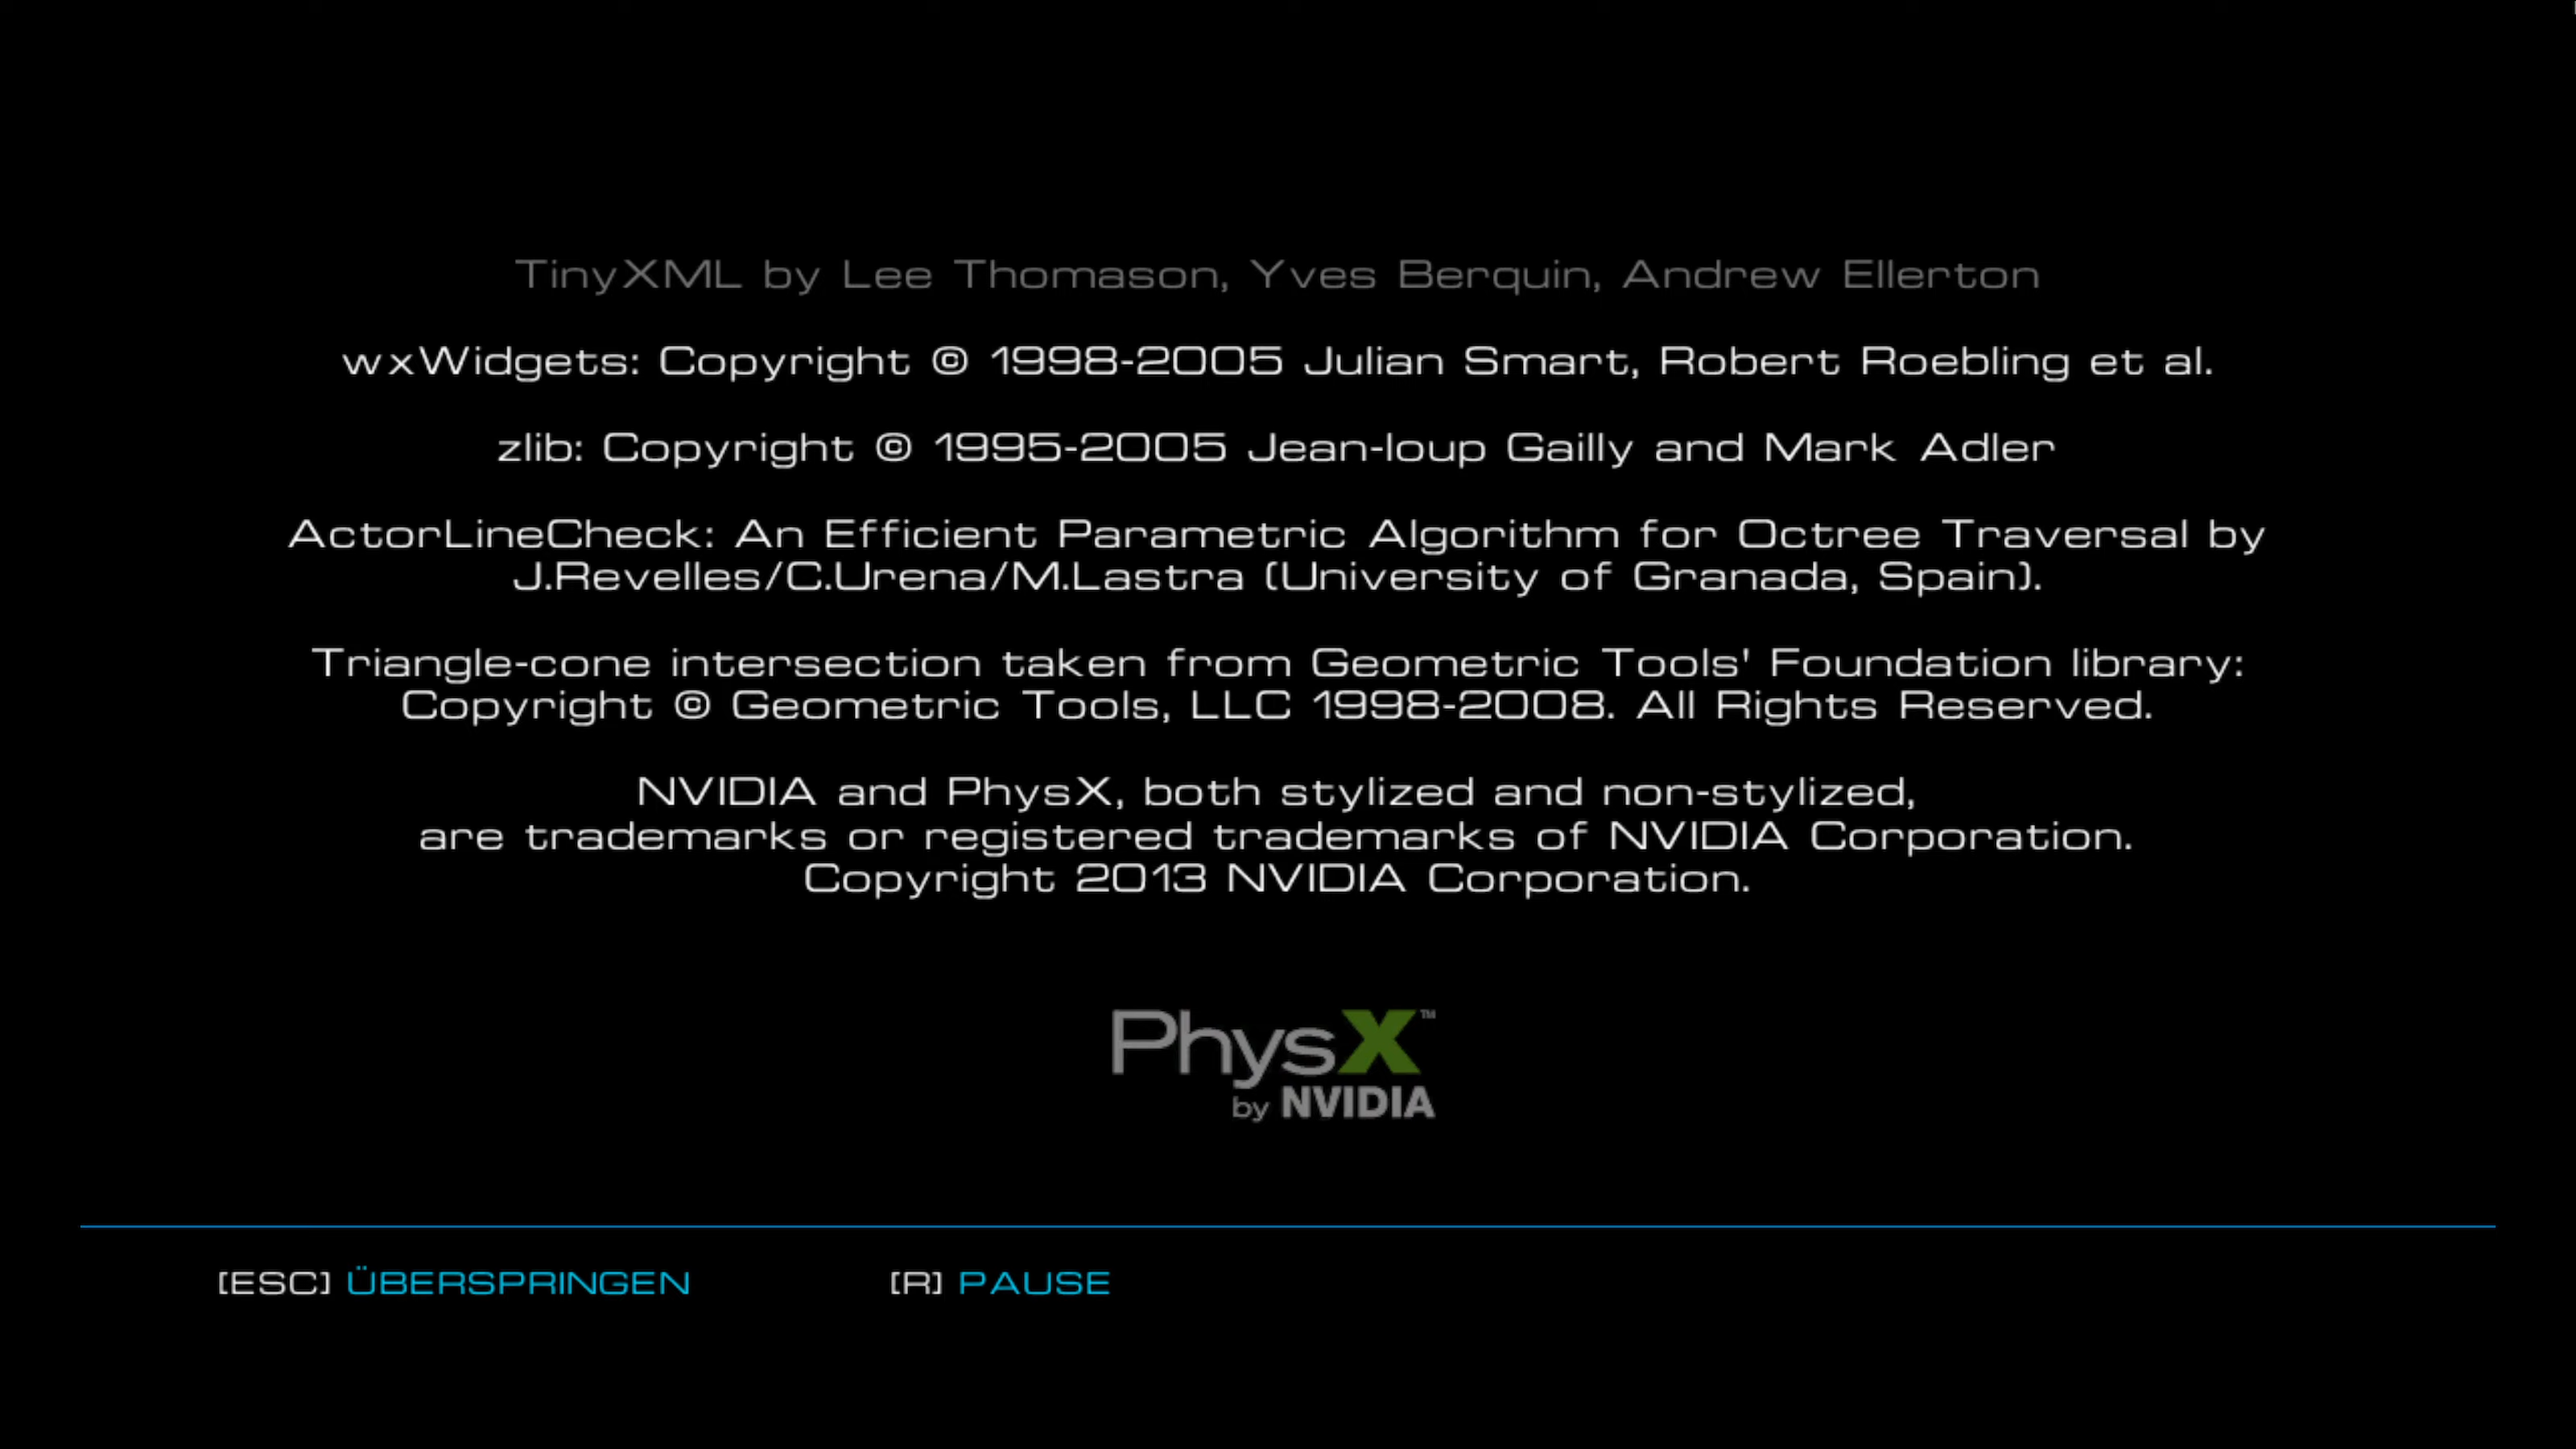 TinyXML by Lee Thomason, Yves Berquin, Andrew Ellerton
wxWidgets: Copyright © 1998-2005 Julian Smart, Robert Roebling et al.
zlib: Copyright © 1995-2005 Jean-loup Gailly and Mark Adler
ActorLineCheck: An Efficient Parametric Algorithm for Octree Traversal by
J.Revelles/C.Urena/M.Lastra (University of Granada, Spain).
Triangle-cone intersection taken from Geometric Tools' Foundation library:
Copyright © Geometric Tools, LLC 1998-2008. All Rights Reserved.
NVIDIA and PhysX, both stylized and non-stylized,
are trademarks or registered trademarks of NVIDIA Corporation.
Copyright 2013 NVIDIA Corporation.
PhysX™
by NVIDIA
[ESC] ÜBERSPRINGEN [R] PAUSE